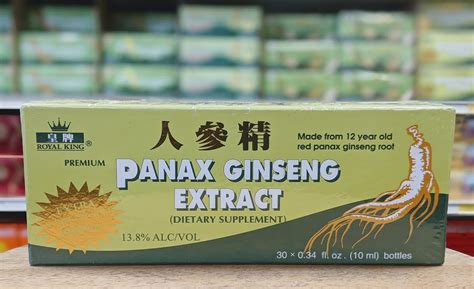 皇牌
ROYAL KING®
PREMIUM
人參精
Made from 12 year old
red panax ginseng root
PANAX GINSENG
EXTRACT
(DIETARY SUPPLEMENT)
EXTRA
13.8% ALC/VOL
30 × 0.34 fl. oz. (10 ml) bottles